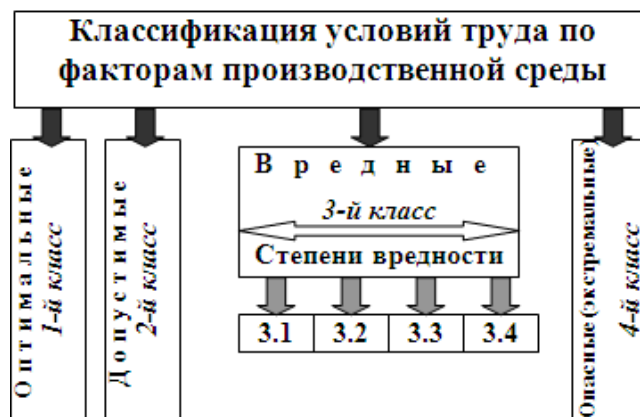 Классификация условий труда по
факторам производственной среды
Оптимальные
1-й класс
Допустимые
2-й класс
Вредные
3-й класс
Степени вредности
3.1 3.2 3.3 3.4
Опасные (экстремальные)
4-й класс